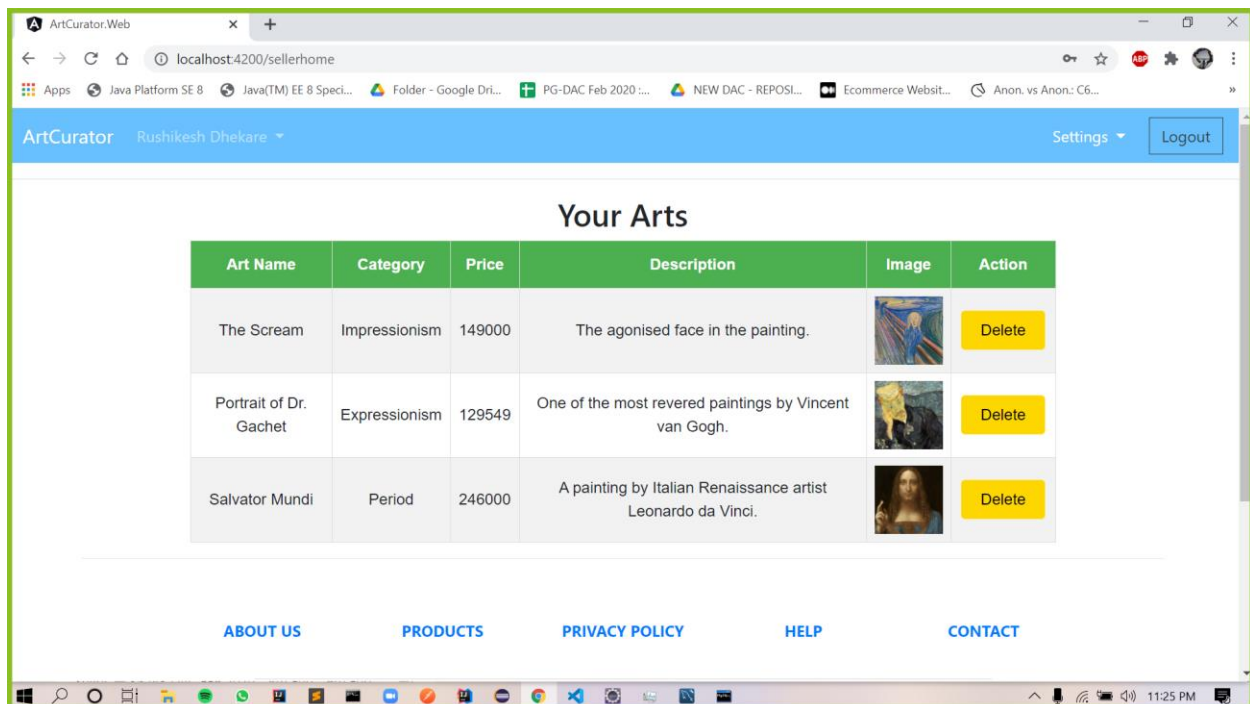 ArtCurator.Web
localhost:4200/sellerhome
ABP
Apps Java Platform SE 8 Java(TM) EE 8 Speci... Folder - Google Dri... PG-DAC Feb 2020 :... NEW DAC - REPOSI... Ecommerce Websit... Anon. vs Anon.: C6... »
ArtCurator Rushikesh Dhekare Settings Logout
Your Arts
Art Name Category Price Description Image Action
The Scream Impressionism 149000 The agonised face in the painting. Delete
Portrait of Dr. Gachet Expressionism 129549 One of the most revered paintings by Vincent van Gogh. Delete
Salvator Mundi Period 246000 A painting by Italian Renaissance artist Leonardo da Vinci. Delete
ABOUT US PRODUCTS PRIVACY POLICY HELP CONTACT
11:25 PM